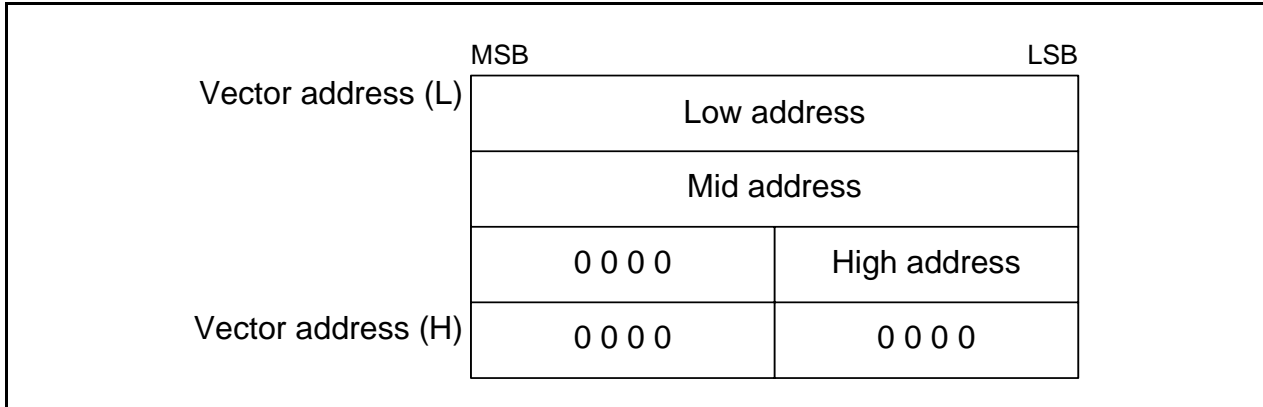 MSB LSB
Vector address (L) Low address
Mid address
0 0 0 0 High address
Vector address (H) 0 0 0 0 0 0 0 0